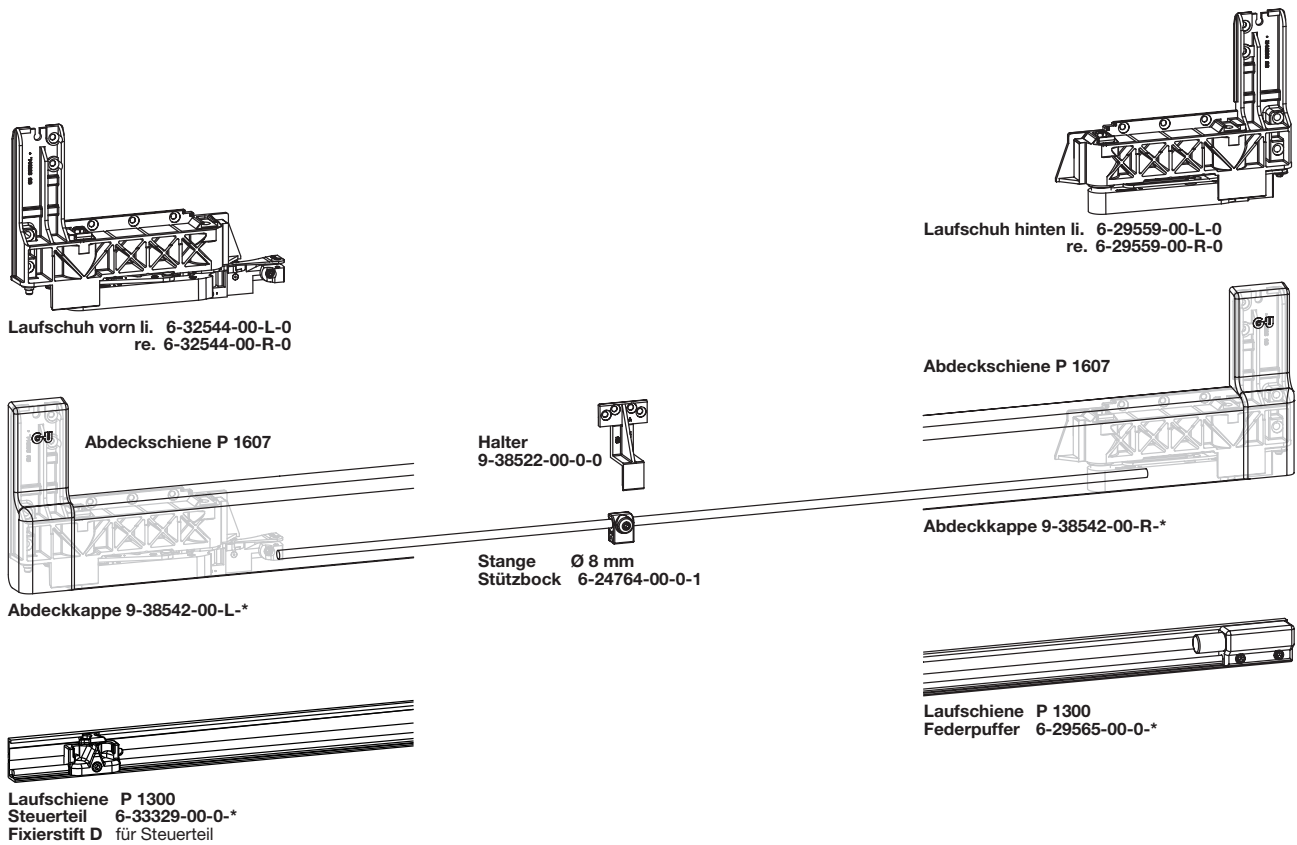 Laufschuh hinten li. 6-29559-00-L-0
re. 6-29559-00-R-0
Laufschuh vorn li. 6-32544-00-L-0
re. 6-32544-00-R-0
Abdeckschiene P 1607
G-U
Abdeckschiene P 1607
G-U
Halter
9-38522-00-0-0
Abdeckkappe 9-38542-00-R-*
Stange Ø 8 mm
Stützbock 6-24764-00-0-1
Abdeckkappe 9-38542-00-L-*
Laufschiene P 1300
Federpuffer 6-29565-00-0-*
Laufschiene P 1300
Steuerteil 6-33329-00-0-*
Fixierstift D für Steuerteil